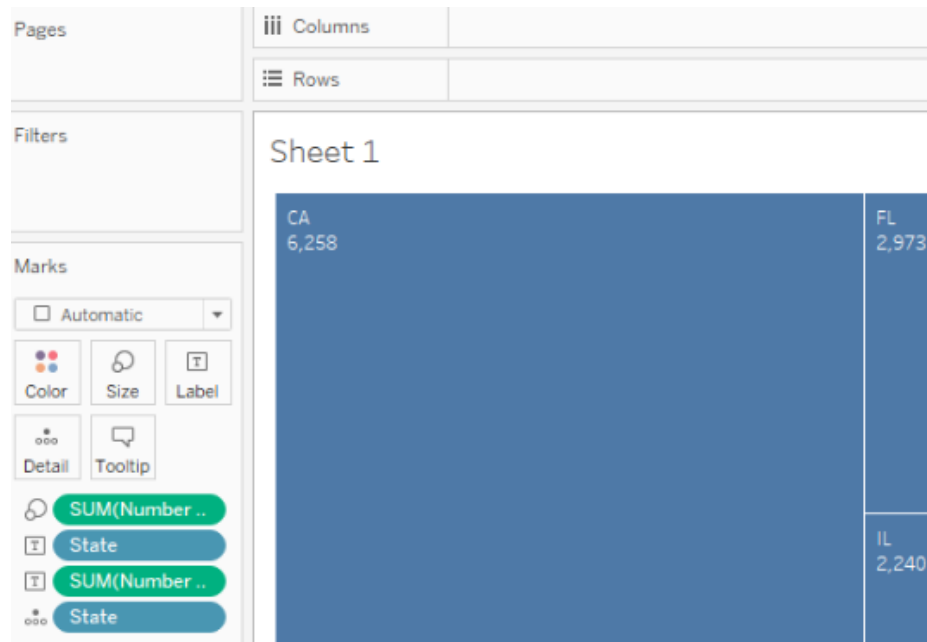 Pages
iii Columns
Rows
Filters
Sheet 1
CA
6,258
FL
2,973
Marks
Automatic
Color
Size
T
Label
Detail
Tooltip
IL
2,240
SUM(Number ..
T
State
T
SUM(Number ..
State